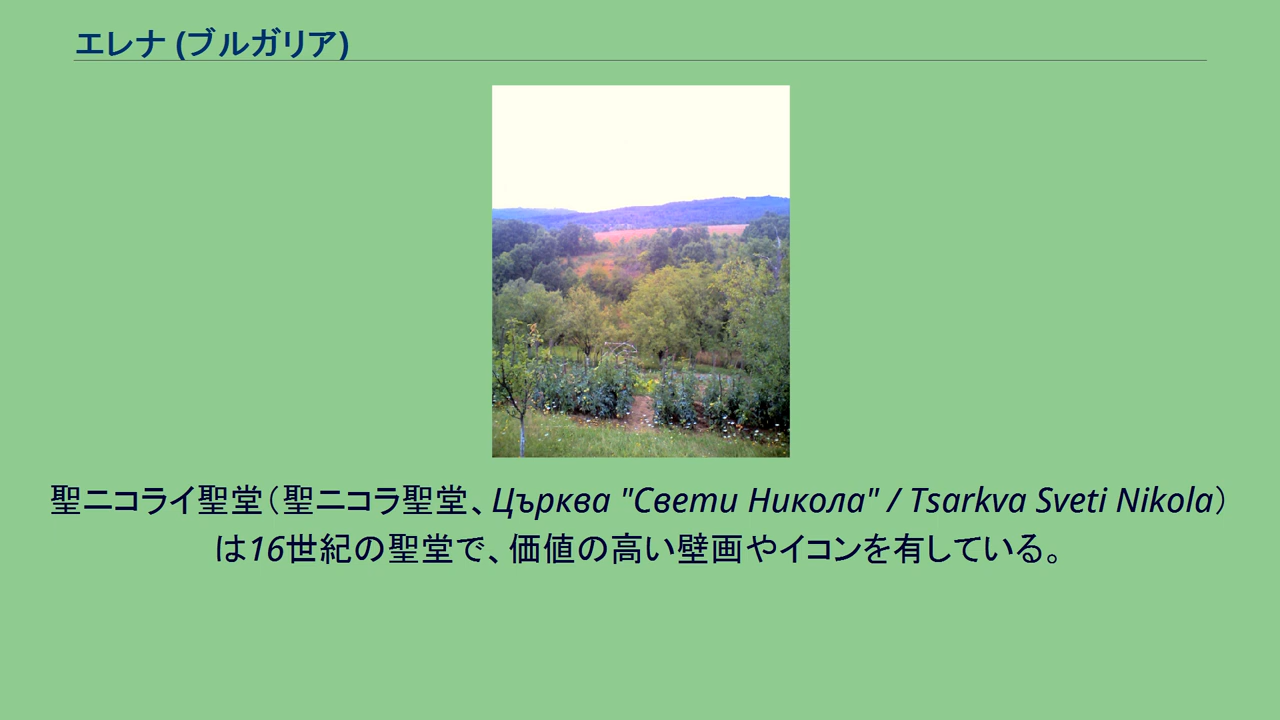 エレナ (ブルガリア)
聖ニコライ聖堂（聖ニコラ聖堂、Църква "Свети Никола" / Tsarkva Sveti Nikola）
は16世紀の聖堂で、価値の高い壁画やイコンを有している。